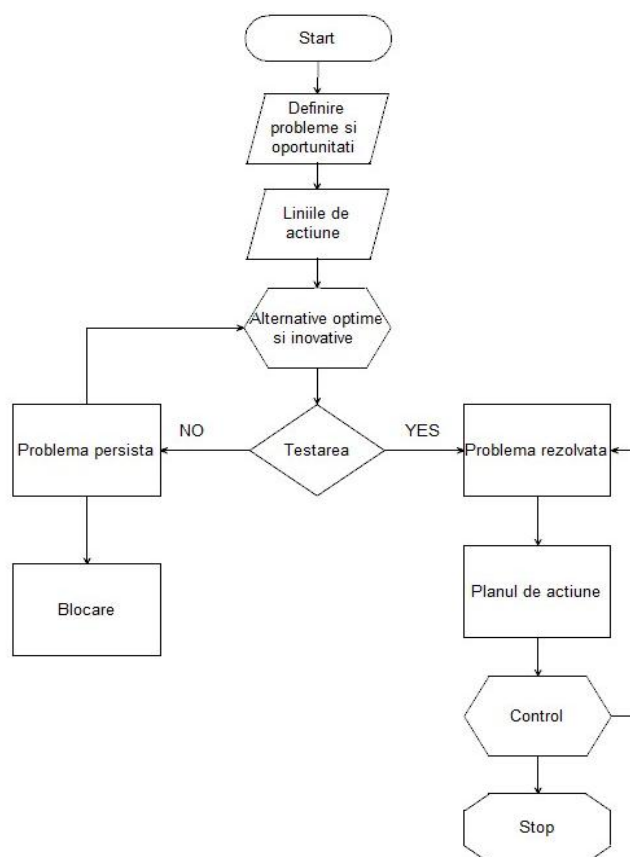 Start
Definire
probleme si
oportunitati
Liniile de
actiune
Alternative optime
si inovative
NO
YES
Problema persista
Testarea
Problema rezolvata
Blocare
Planul de actiune
Control
Stop